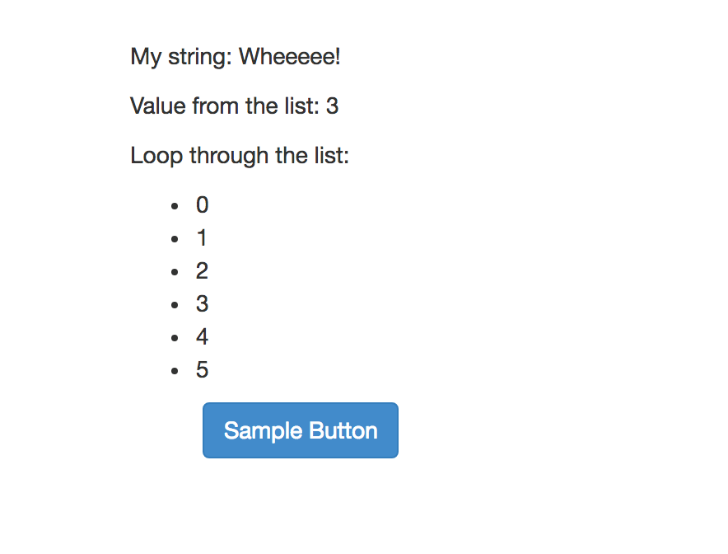 My string: Wheeeee!
Value from the list: 3
Loop through the list:
0
1
2
3
4
5
Sample Button